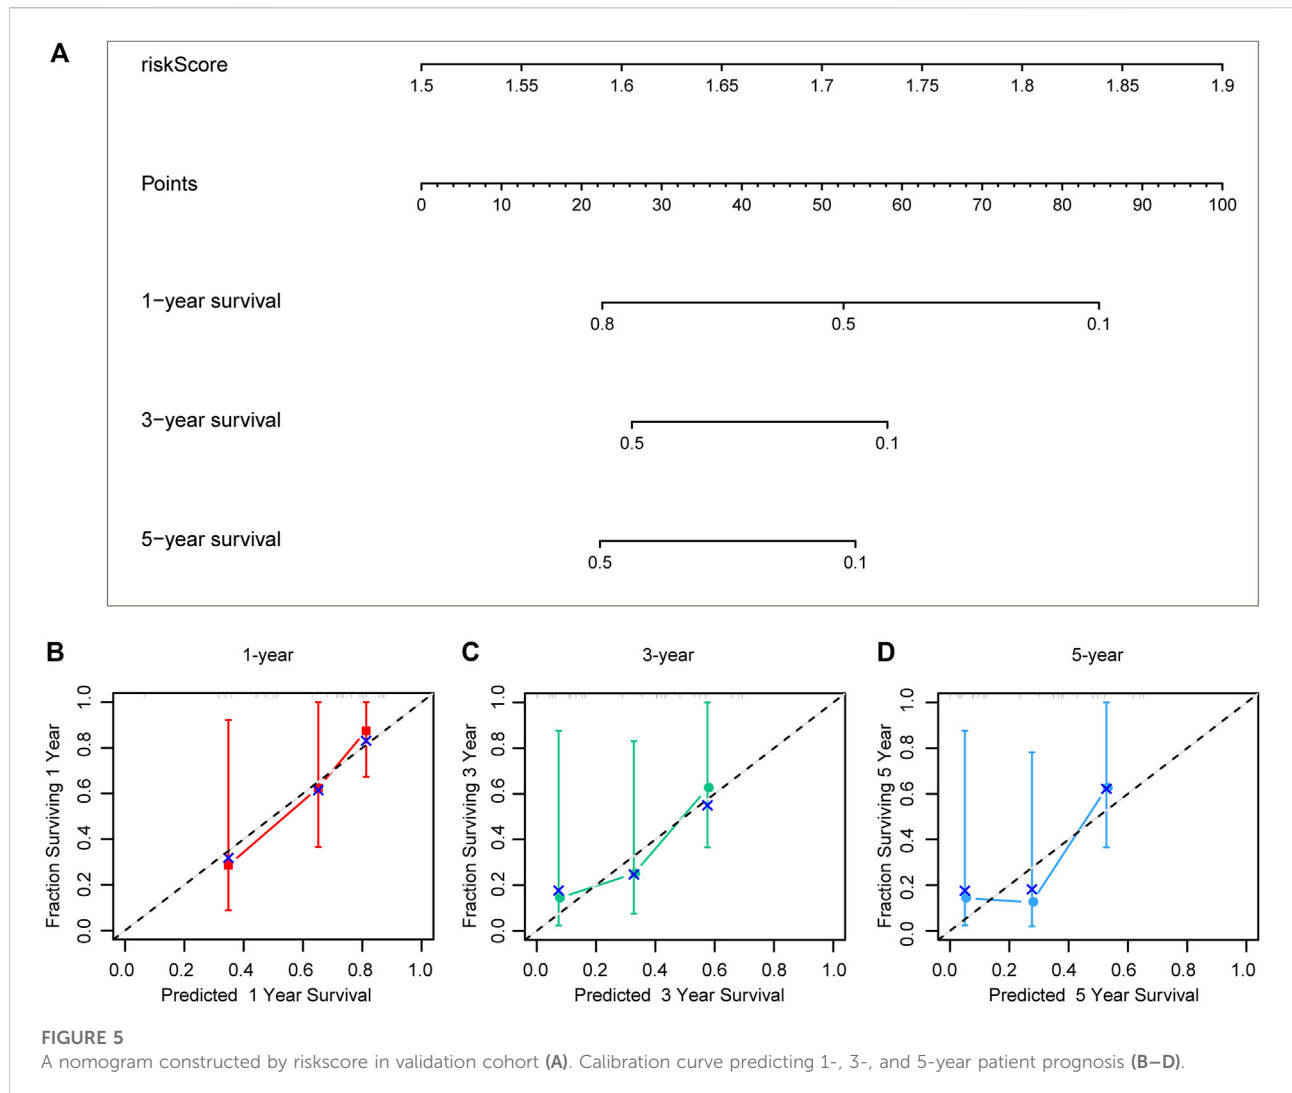 A
riskScore
1.5 1.55 1.6 1.65 1.7 1.75 1.8 1.85 1.9
Points
0 10 20 30 40 50 60 70 80 90 100
1−year survival
0.8 0.5 0.1
3−year survival
0.5 0.1
5−year survival
0.5 0.1
B
1-year
Fraction Surviving 1 Year
0.0 0.2 0.4 0.6 0.8 1.0
0.0 0.2 0.4 0.6 0.8 1.0
Predicted 1 Year Survival
C
3-year
Fraction Surviving 3 Year
0.0 0.2 0.4 0.6 0.8 1.0
0.0 0.2 0.4 0.6 0.8 1.0
Predicted 3 Year Survival
D
5-year
Fraction Surviving 5 Year
0.0 0.2 0.4 0.6 0.8 1.0
0.0 0.2 0.4 0.6 0.8 1.0
Predicted 5 Year Survival
FIGURE 5
A nomogram constructed by riskscore in validation cohort (A). Calibration curve predicting 1-, 3-, and 5-year patient prognosis (B–D).